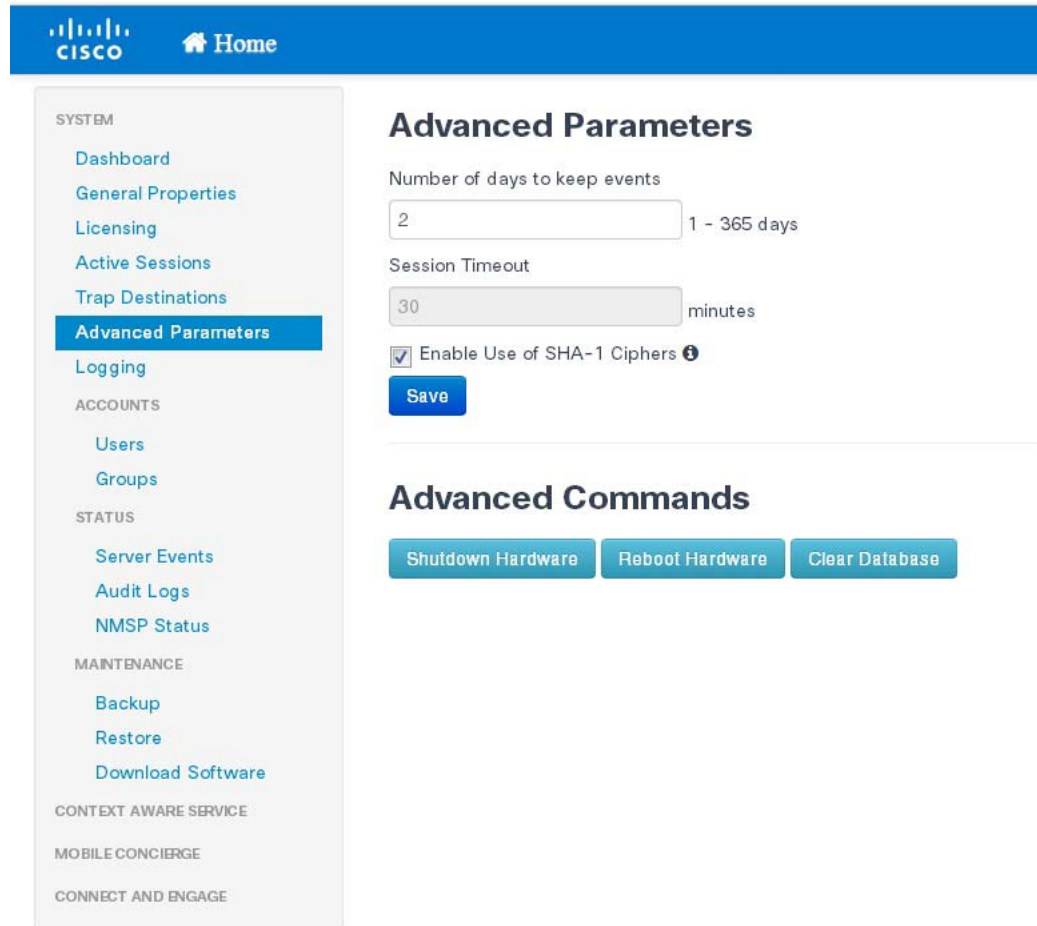 CISCO
Home
SYSTEM
Dashboard
General Properties
Licensing
Active Sessions
Trap Destinations
Advanced Parameters
Logging
ACCOUNTS
Users
Groups
STATUS
Server Events
Audit Logs
NMSP Status
MAINTENANCE
Backup
Restore
Download Software
CONTEXT AWARE SERVICE
MOBILE CONCIERGE
CONNECT AND ENGAGE
Advanced Parameters
Number of days to keep events
2 1 - 365 days
Session Timeout
30 minutes
Enable Use of SHA-1 Ciphers
Save
Advanced Commands
Shutdown Hardware Reboot Hardware Clear Database